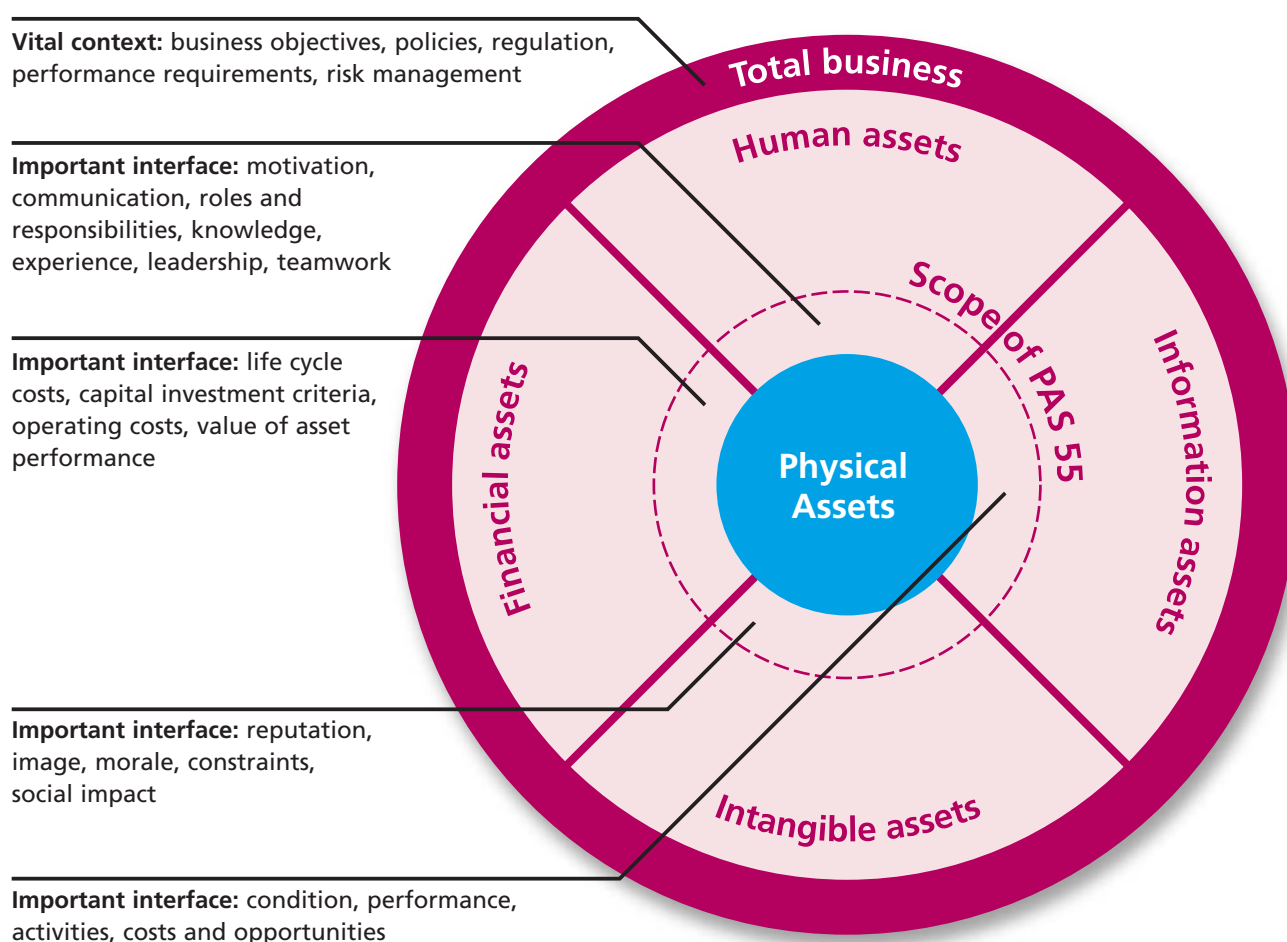 Vital context: business objectives, policies, regulation,
performance requirements, risk management
Important interface: motivation,
communication, roles and
responsibilities, knowledge,
experience, leadership, teamwork
Important interface: life cycle
costs, capital investment criteria,
operating costs, value of asset
performance
Important interface: reputation,
image, morale, constraints,
social impact
Important interface: condition, performance,
activities, costs and opportunities
Total business
Human assets
Scope of PAS 55
Financial assets
Physical
Assets
Information assets
Intangible assets